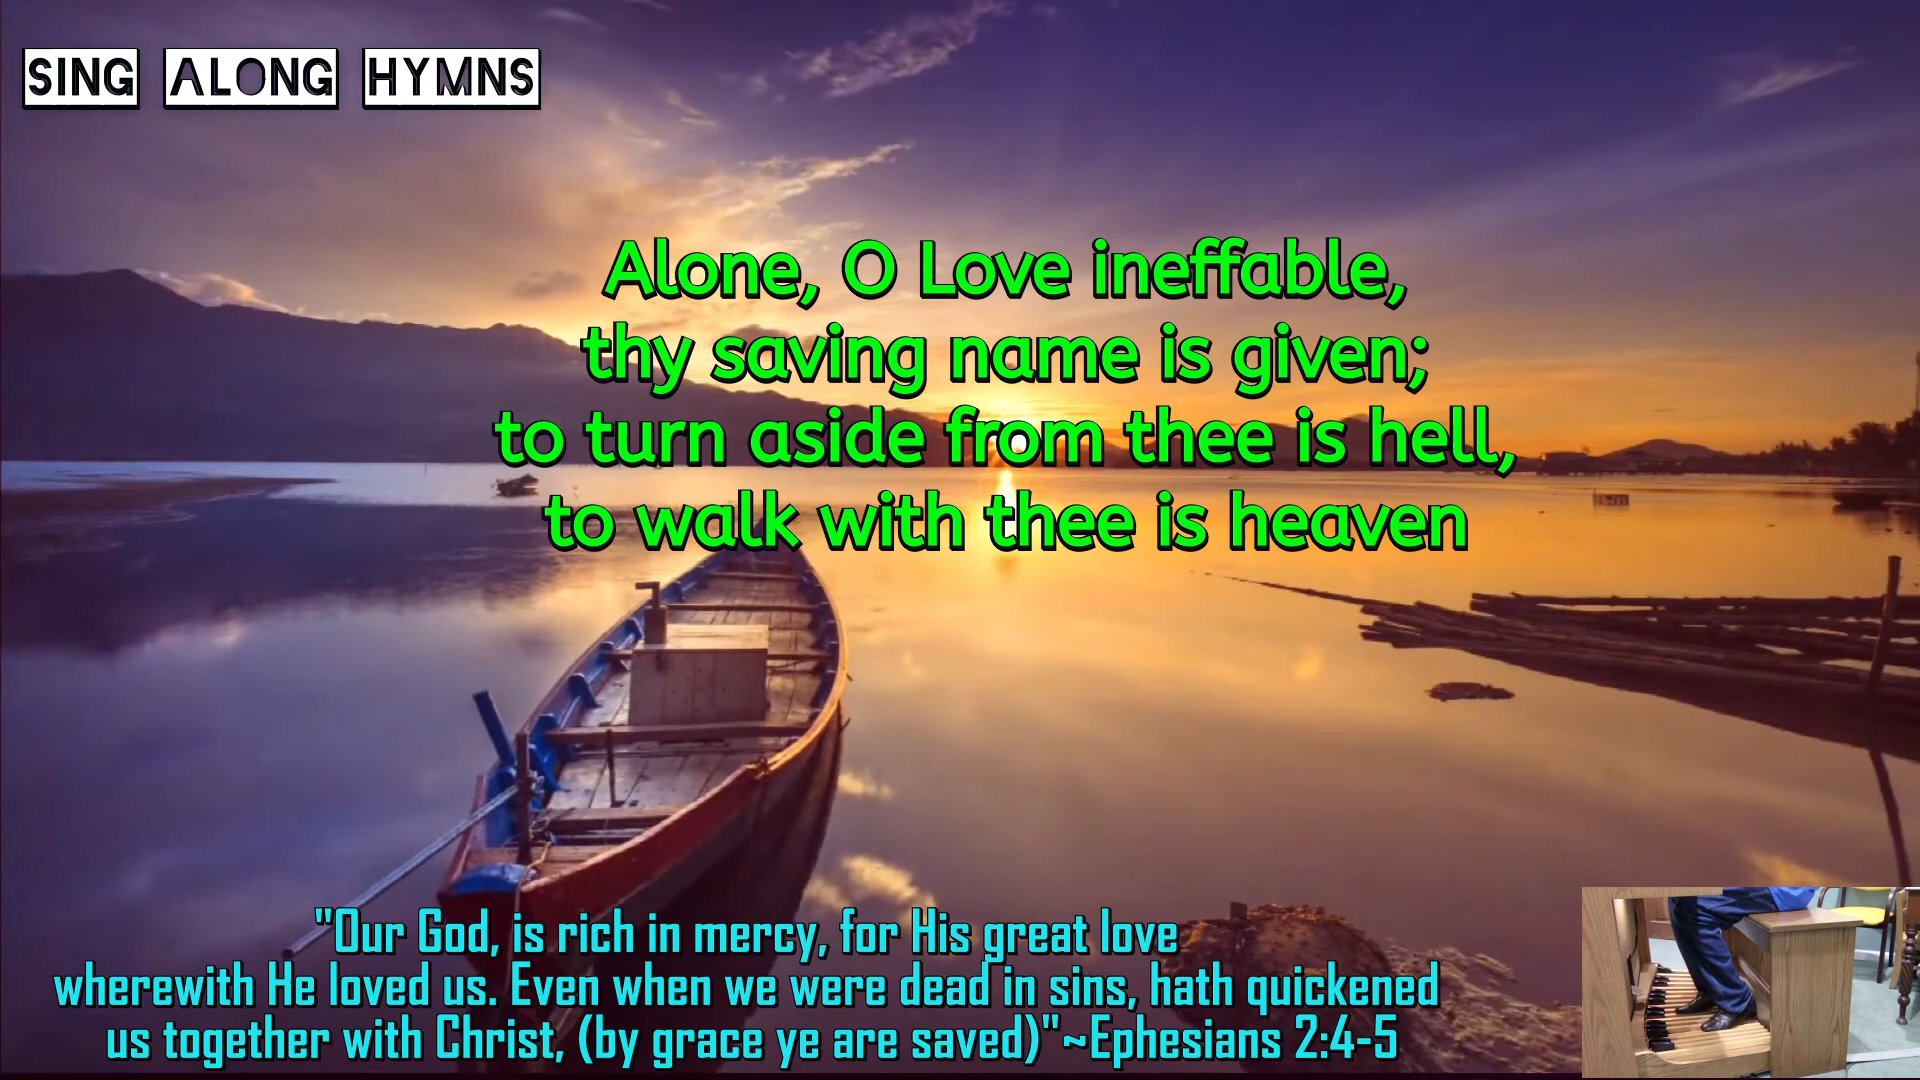 SING ALONG HYMNS
Alone, O Love ineffable,
thy saving name is given;
to turn aside from thee is hell,
to walk with thee is heaven
"Our God, is rich in mercy, for His great love
wherewith He loved us. Even when we were dead in sins, hath quickened
us together with Christ, (by grace ye are saved)"~Ephesians 2:4-5